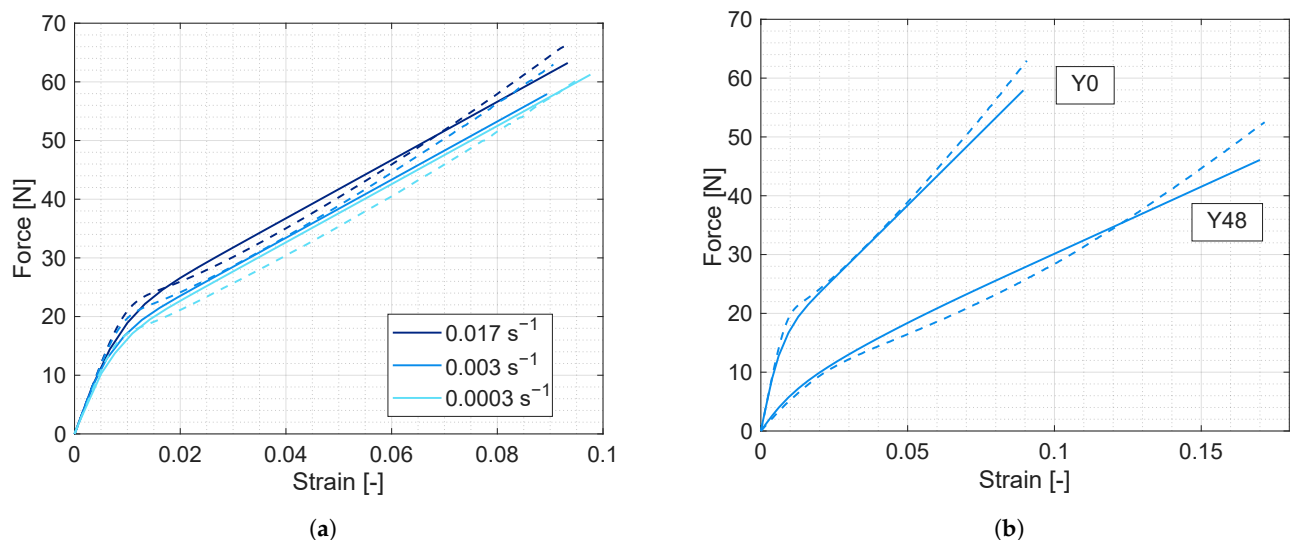 70
60
50
40
30
20
10
0
Force [N]
0 0.02 0.04 0.06 0.08 0.1
Strain [-]
0.017 s⁻¹
0.003 s⁻¹
0.0003 s⁻¹
(a)
70
60
50
40
30
20
10
0
Force [N]
0 0.05 0.1 0.15
Strain [-]
Y0
Y48
(b)